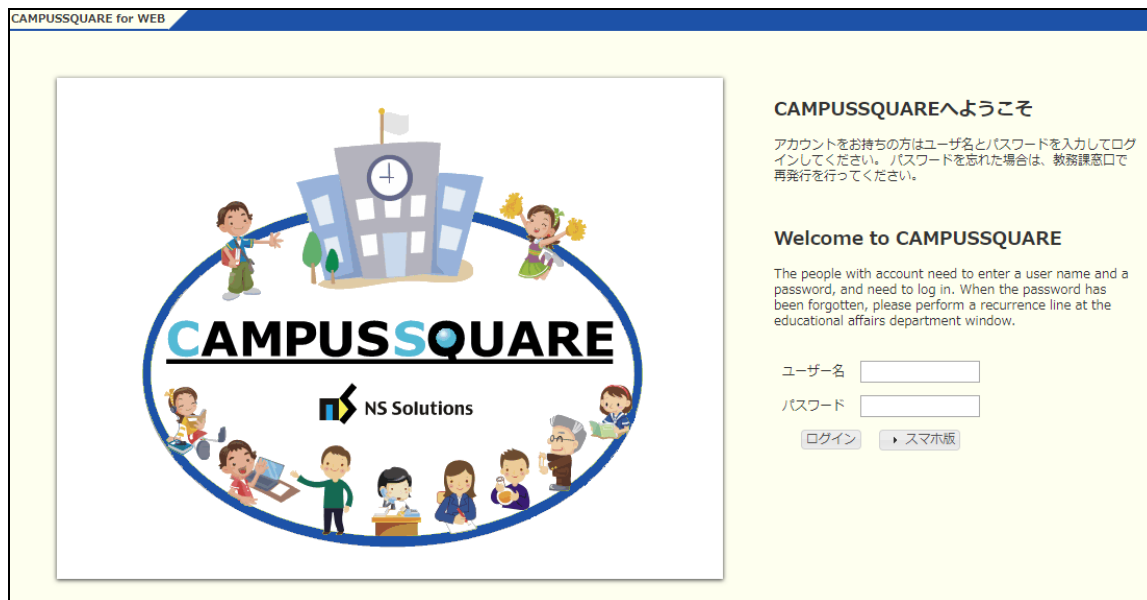 CAMPUSSQUARE for WEB
CAMPUSSQUARE
NS Solutions
CAMPUSSQUAREへようこそ
アカウントをお持ちの方はユーザ名とパスワードを入力してログ
インしてください。 パスワードを忘れた場合は、教務課窓口で
再発行を行ってください。
Welcome to CAMPUSSQUARE
The people with account need to enter a user name and a
password, and need to log in. When the password has
been forgotten, please perform a recurrence line at the
educational affairs department window.
ユーザー名
パスワード
ログイン
スマホ版